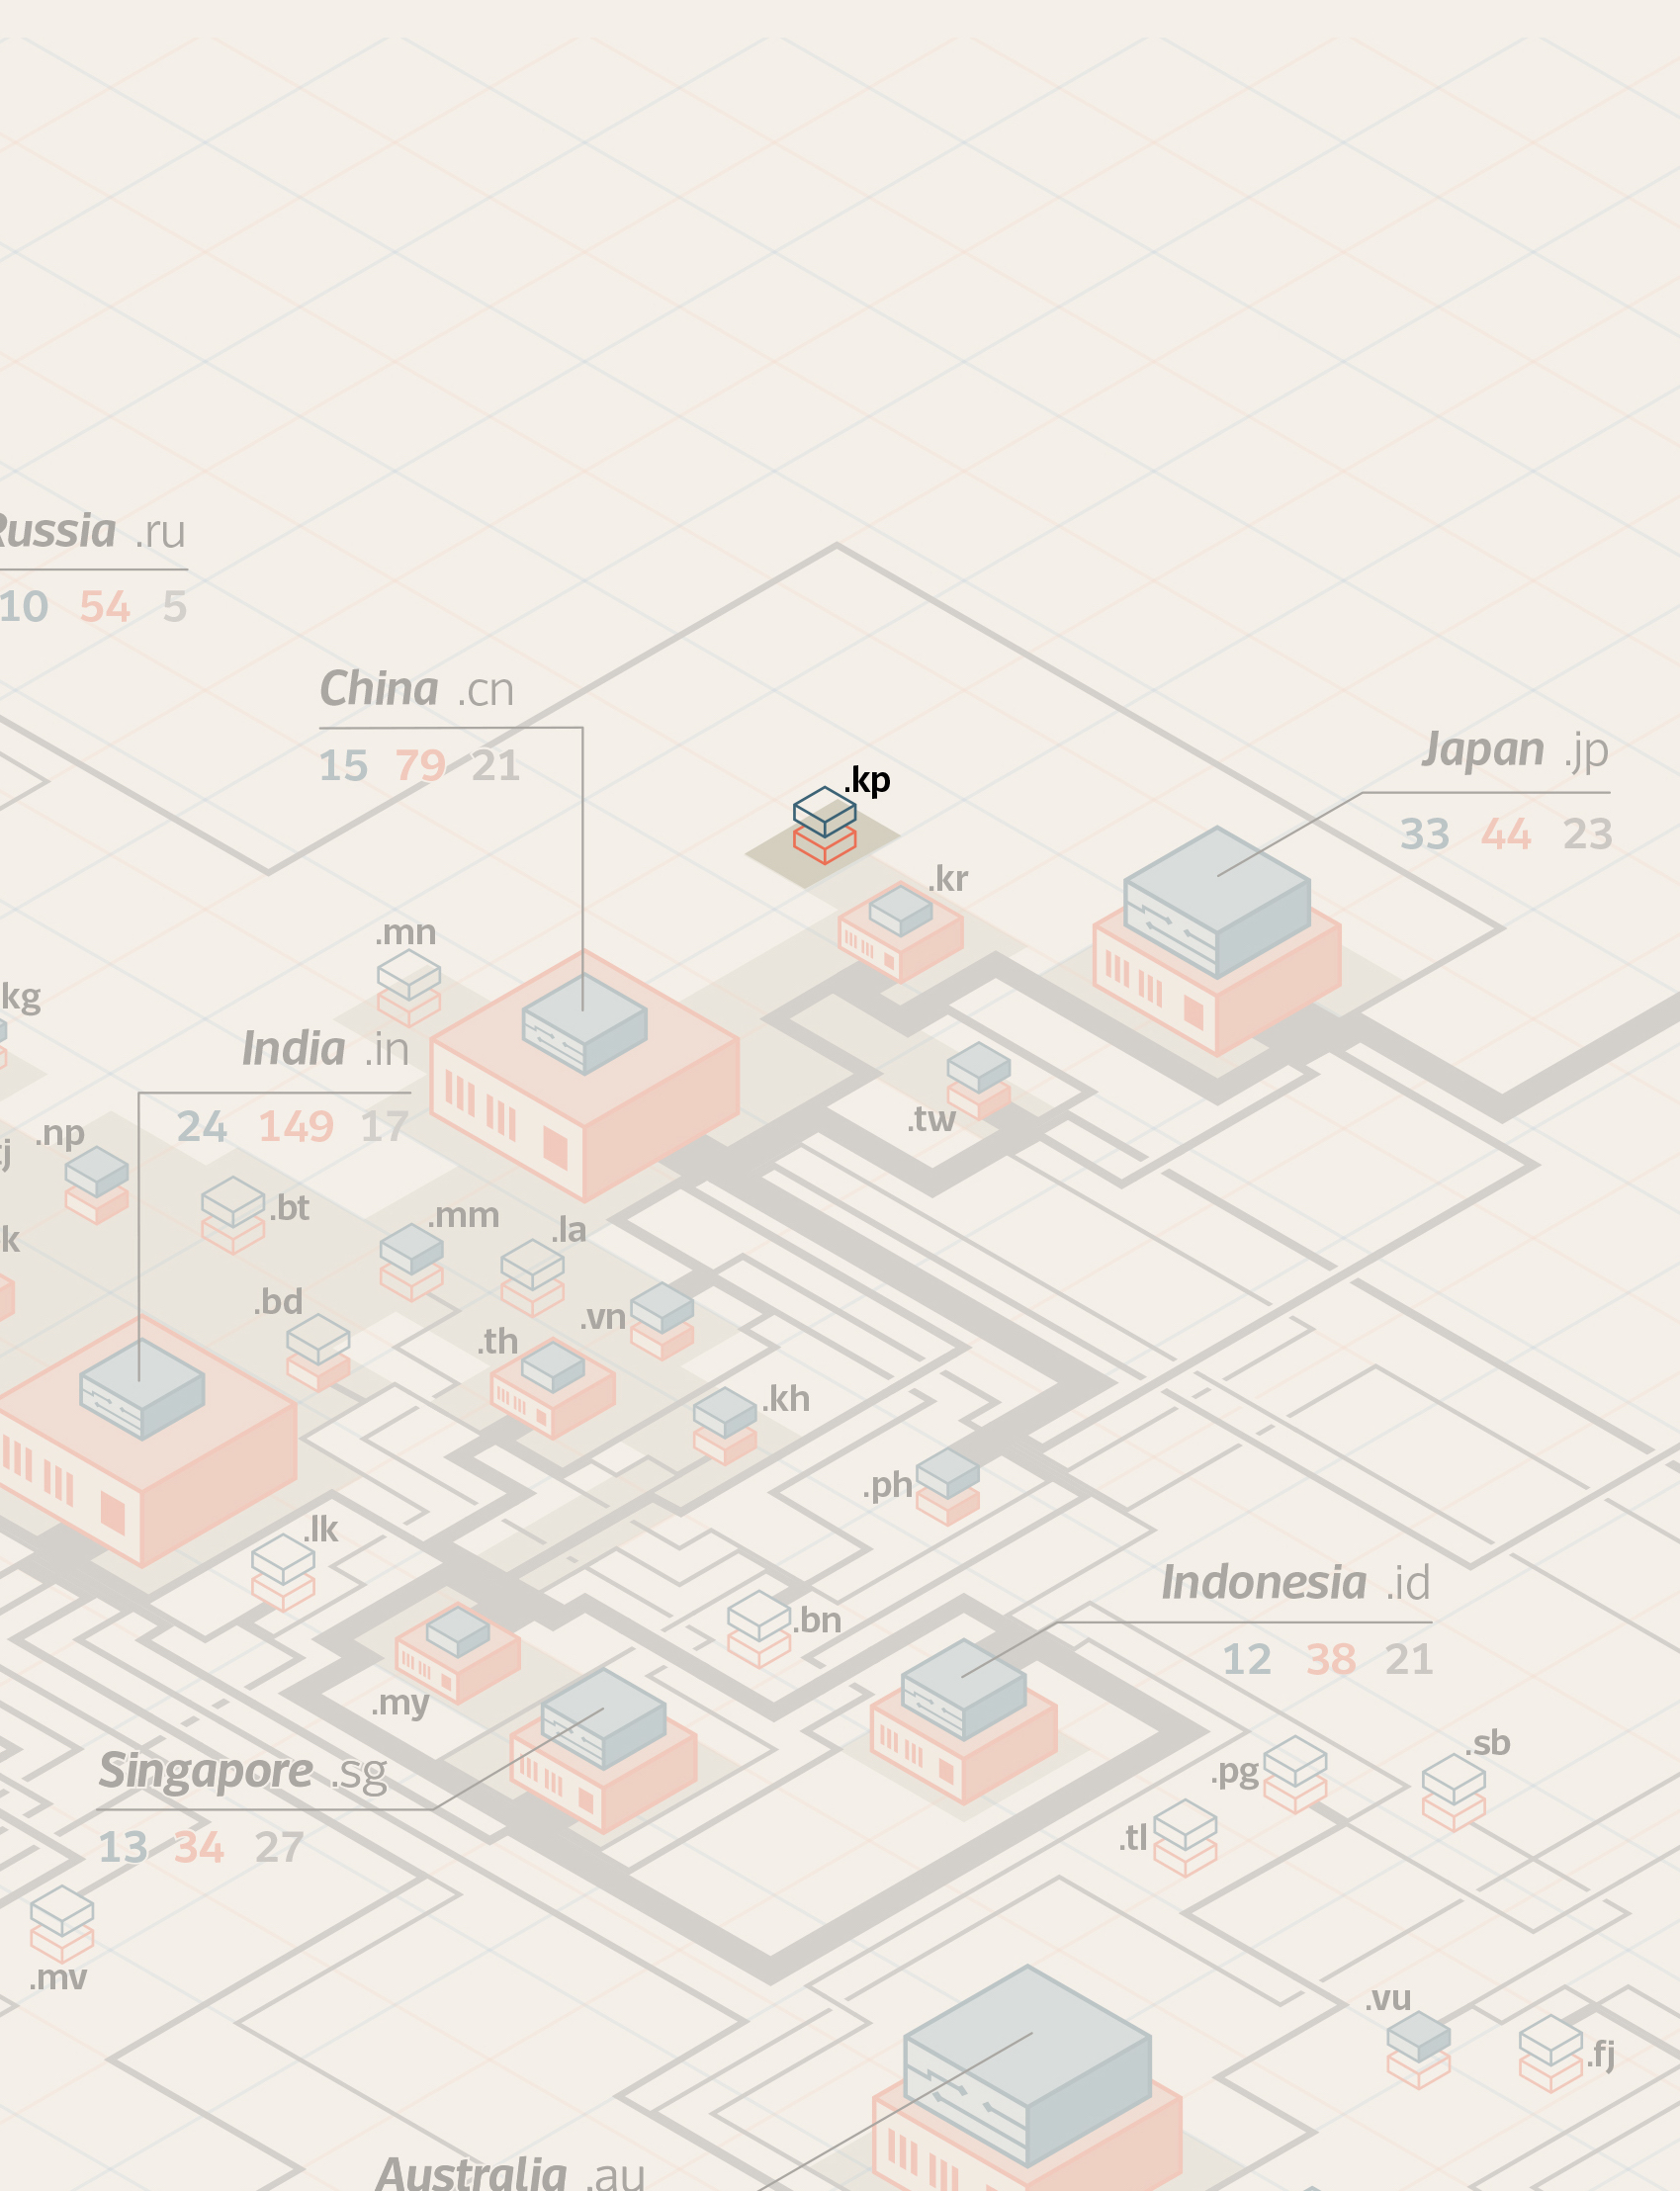 Russia .ru
10 54 5
China .cn
15 79 21
Japan .jp
33 44 23
.kp
.kr
.mn
kg
India .in
24 149 17
.tw
.np
.bt
.mm
.la
k
.bd
.vn
.th
.kh
.ph
.lk
Indonesia .id
12 38 21
.bn
.my
.sb
Singapore .sg
13 34 27
.pg
.tl
.mv
.vu
.fj
Australia .au